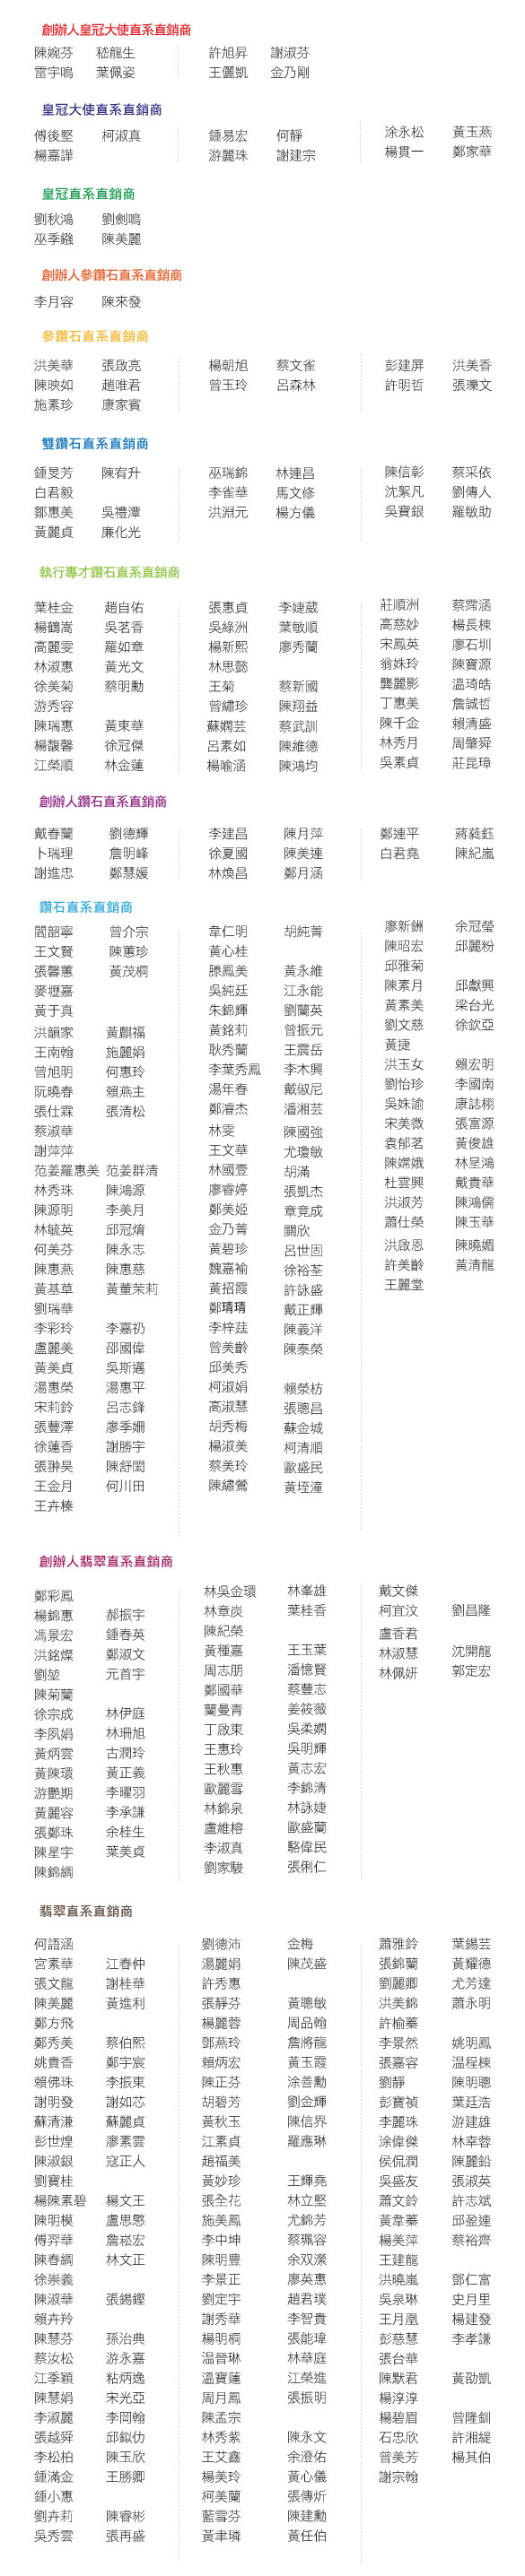 創辦人皇冠大使直系直銷商
陳婉芬 嵇龍生
雷宇鳴 葉佩姿
許旭昇 謝淑芬
王儷凱 金乃剛
皇冠大使直系直銷商
傅後堅 柯淑真
楊嘉譁
鍾易宏 何靜
游麗珠 謝建宗
涂永松 黃玉燕
楊貫一 鄭家華
皇冠直系直銷商
劉秋鴻 劉劍鳴
巫季鏹 陳美麗
創辦人參鑽石直系直銷商
李月容 陳來發
參鑽石直系直銷商
洪美華 張啟亮
陳映如 趙唯君
施素珍 康家賓
楊朝旭 蔡文雀
曾玉玲 呂森林
彭建屏 洪美香
許明哲 張瓅文
雙鑽石直系直銷商
鍾旻芳 陳宥升
白君毅
鄒惠美 吳禮潭
黃麗貞 廉化光
巫瑞錦 林連昌
李雀華 馬文修
洪淵元 楊方儀
陳信彰 蔡采依
沈絮凡 劉傳人
吳寶銀 羅敏助
執行專才鑽石直系直銷商
葉桂金 趙自佑
楊鶴嵩 吳茗香
高麗雯 羅如章
林淑惠 黃光文
徐美菊 蔡明勳
游秀容
陳瑞惠 黃東華
楊馥馨 徐冠傑
江榮順 林金蓮
張惠貞 李婕葳
吳綠洲 葉敏順
楊新熙 廖秀蘭
林思懿
王菊 蔡新國
曾繡珍 陳翔益
蘇嫻芸 蔡武訓
呂素如 陳維德
楊喻涵 陳鴻均
莊順洲 蔡霈涵
高慈妙 楊長棟
宋鳳英 廖石圳
翁姝玲 陳寶源
龔麗影 溫琦皓
丁惠美 詹誠哲
陳千金 賴清盛
林秀月 周肇舜
吳素貞 莊昆璋
創辦人鑽石直系直銷商
戴春蘭 劉德輝
卜瑞理 詹明峰
謝進忠 鄭慧媛
李建昌 陳月萍
徐夏國 陳美連
林煥昌 鄭月涵
鄭連平 蔣蕤鈺
白君堯 陳紀嵐
鑽石直系直銷商
閻韶寧 曾介宗
王文賢 陳蕙珍
張馨蕙 黃茂桐
麥壢嘉
黃于真
洪韻家 黃麒福
王南翰 施麗娟
曾旭明 何惠玲
阮曉春 賴燕主
張仕霖 張清松
蔡淑華
謝萍萍
范姜羅惠美 范姜群清
林秀珠 陳鴻源
陳源明 李美月
林毓英 邱冠熵
何美芬 陳永志
陳惠燕 陳惠慈
黃基草 黃董茉莉
劉瑞華
李彩玲 李嘉礽
盧麗美 邵國偉
黃美貞 吳斯邁
湯惠榮 湯惠平
宋莉鈴 呂志鋒
張豐澤 廖季姍
徐蓮香 謝勝宇
張翀昊 陳舒閎
王金月 何川田
王卉榛
韋仁明 胡純菁
黃心桂
滕鳳美 黃永維
吳純廷 江永能
朱錦輝 劉蘭英
黃銘莉 曾振元
耿秀蘭 王震岳
李葉秀鳳 李木興
湯年春 戴俶尼
鄭濬杰 潘湘芸
林雯 陳國強
王文華 尤瓊敏
林國壹 胡滿
廖睿婷 張凱杰
鄭美姬 章竟成
金乃菁 關欣
黃碧珍 呂世固
魏嘉褕 徐裕荃
黃招霞 許詠盛
鄭琇琇 戴正輝
李梓莛 陳義洋
曾美齡 陳泰榮
邱美秀
柯淑娟 賴滎枋
高淑慧 張聰昌
胡秀梅 蘇金城
楊淑美 柯清順
蔡美玲 歐盛民
陳繡鶯 黃垤潼
廖新鎺 余冠瑩
陳昭宏 邱麗粉
邱雅菊
陳素月 邱獻興
黃素美 梁台光
劉文慈 徐欽亞
黃捷
洪玉女 賴宏明
劉怡珍 李國南
吳姝諭 康誌栩
宋美微 張富源
袁郁茗 黃俊雄
陳嫦娥 林呈鴻
杜雲興 戴貴華
洪淑芳 陳鴻儒
蕭仕榮 陳玉華
洪啟恩 陳曉媚
許美齡 黃清龍
王麗堂
創辦人翡翠直系直銷商
鄭彩鳳
楊錦惠 郝振宇
馮景宏 鍾春英
洪銘燦 鄭淑文
劉堃 元首宇
陳菊蘭
徐宗成 林伊庭
李夙娟 林珊旭
黃炳雲 古潤玲
黃陳環 黃正義
游艷期 李曜羽
黃麗容 李承謙
張鄭珠 余桂生
陳星宇 葉美貞
陳錦綢
林吳金環 林峯雄
林章炭 葉桂香
陳紀榮
黃種嘉 王玉葉
周志朋 潘憶賢
鄭國華 蔡豐志
蘭曼青 姜筱薇
丁啟東 吳柔嫻
王惠玲 吳明輝
王秋惠 黃志宏
歐麗雪 李錦清
林錦泉 林詠婕
盧維榕 歐盛蘭
李淑真 駱偉民
劉家駿 張俐仁
戴文傑
柯宜汶 劉昌隆
盧香君
林淑慧 沈開龍
林佩妍 郭定宏
翡翠直系直銷商
何語涵
宮素華 江春仲
張文龍 謝桂華
陳美麗 黃進利
鄭方飛
鄭秀美 蔡伯熙
姚貴香 鄭宇宸
賴佛珠 李振東
謝明發 謝如芯
蘇清溓 蘇麗貞
彭世煌 廖素雲
陳淑銀 寇正人
劉寶桂
楊陳素碧 楊文王
陳明模 盧思愍
傅羿華 詹崧宏
陳春綢 林文正
徐崇義
陳淑華 張錫鏗
賴卉羚
陳慧芬 孫治典
蔡汝松 游永嘉
江季穎 粘炳逸
陳慧娟 宋光亞
李淑麗 李岡翰
張越舜 邱鈜仂
李松柏 陳玉欣
鍾滿金 王勝卿
鍾小惠
劉卉莉 陳睿彬
吳秀雲 張再盛
劉德沛 金梅
湯麗娟 陳茂盛
許秀惠
張靜芬 黃聰敏
楊麗蓉 周品翰
鄧燕玲 詹將龍
賴炳宏 黃玉霞
陳正芬 涂善勳
胡碧芳 劉金輝
黃秋玉 陳信界
江素貞 羅應琳
趙福美
黃妙珍 王輝堯
張全花 林立堅
施美鳳 尤錦芳
李中坤 蔡珮容
陳明豊 余双瀠
李景正 廖英惠
劉定宇 趙君璞
謝秀華 李智貴
楊明桐 張能瑋
温晉琳 林華庭
溫寶蓮 江榮進
周月鳳 張振明
陳孟宗
林秀紫 陳永文
王艾鑫 余澄佑
楊美玲 黃心儀
柯美蘭 張傳炘
藍雪芬 陳建勳
黃聿璘 黃任伯
蕭雅鈴 葉錫芸
張錦蘭 黃耀德
劉麗卿 尤芳達
洪美錦 蕭永明
許榆蓁
李景然 姚明鳳
張嘉容 温程棟
劉靜 陳明聰
彭寶禎 葉廷浩
李麗珠 游建雄
涂偉傑 林幸蓉
侯侃潤 陳麗鉊
吳盛友 張淑英
蕭文鈴 許志斌
黃韋蓁 邱盈連
楊美萍 蔡裕齊
王建龍
洪曉嵐 鄧仁富
吳泉琳 史月里
王月凰 楊建發
彭慈慧 李孝謙
張台華
陳默君 黃劭凱
楊淳淳
楊碧眉 曾隆釧
石忠欣 許湘緹
曾美芳 楊其伯
謝宗翰